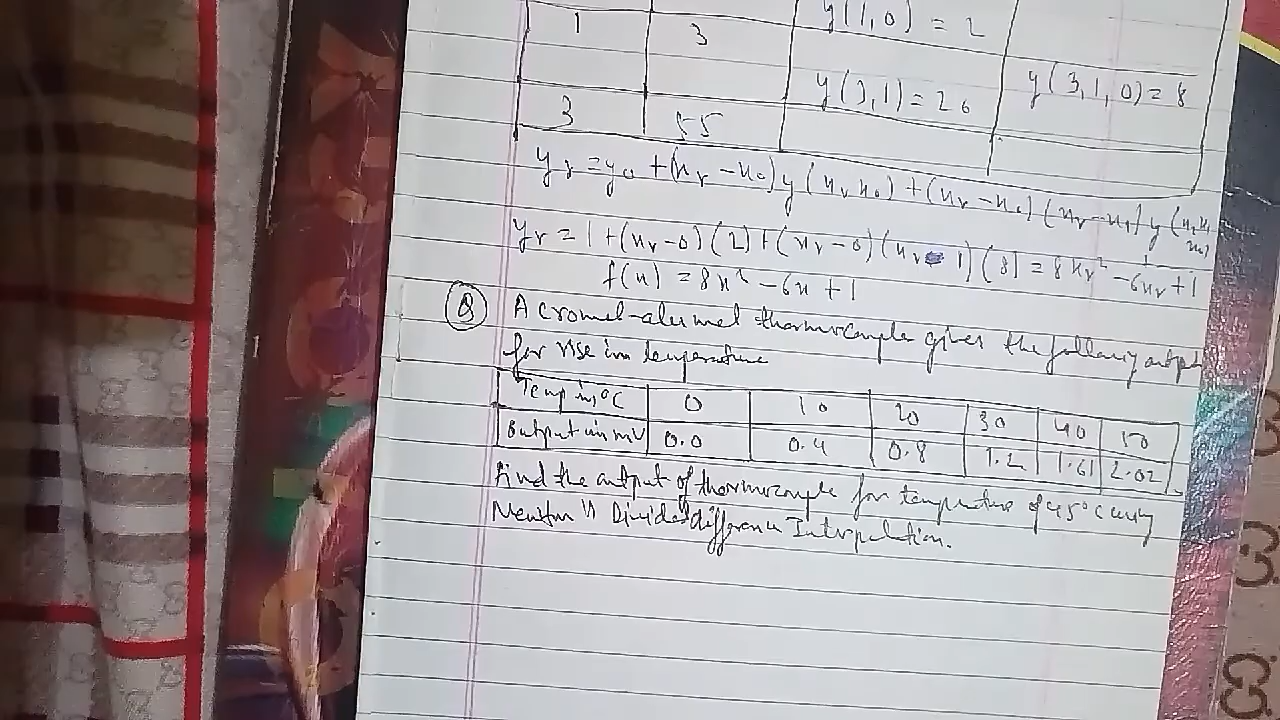 y(1,0) = 2
1 3
y(3,1) = 26 y(3,1,0) = 8
3 55
yr = y0 + (xr - x0) y(xr x0) + (xr - x0) (xr - x1) y
yr = 1 + (xr - 0) (2) + (xr - 0) (xr - 1) (8) = 8xr² - 6xr + 1
f(x) = 8x² - 6x + 1
Q A cromel-alumel thermocouple gives the following output
for rise in temperature
Temp in °C 0 10 20 30 40 50
Output in mV 0.0 0.4 0.8 1.2 1.61 2.02
Find the output of thermocouple for temperature of 45°C using
Newton's Divided difference Interpolation.